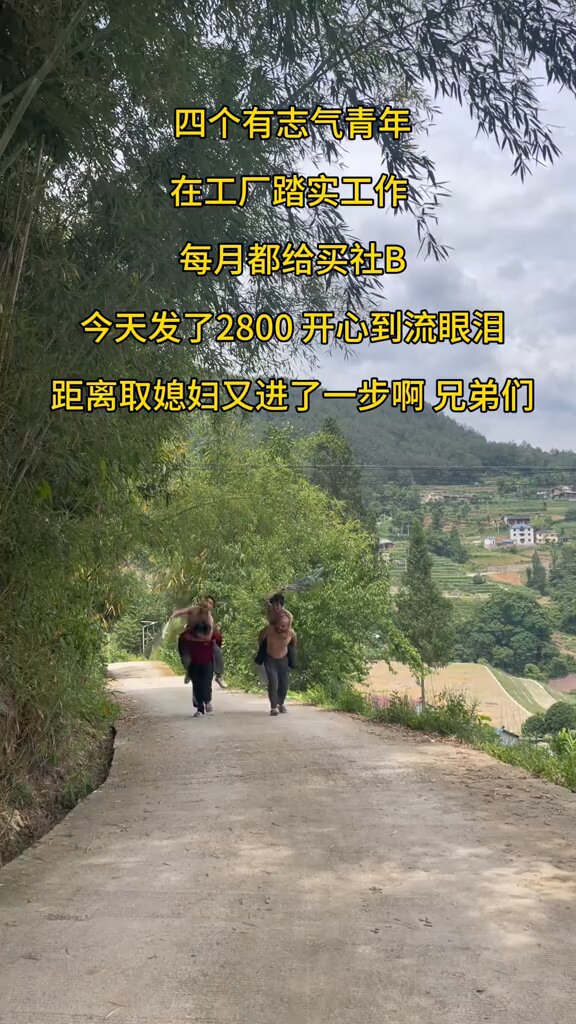 四个有志气青年
在工厂踏实工作
每月都给买社B
今天发了2800 开心到流眼泪
距离取媳妇又进了一步啊 兄弟们